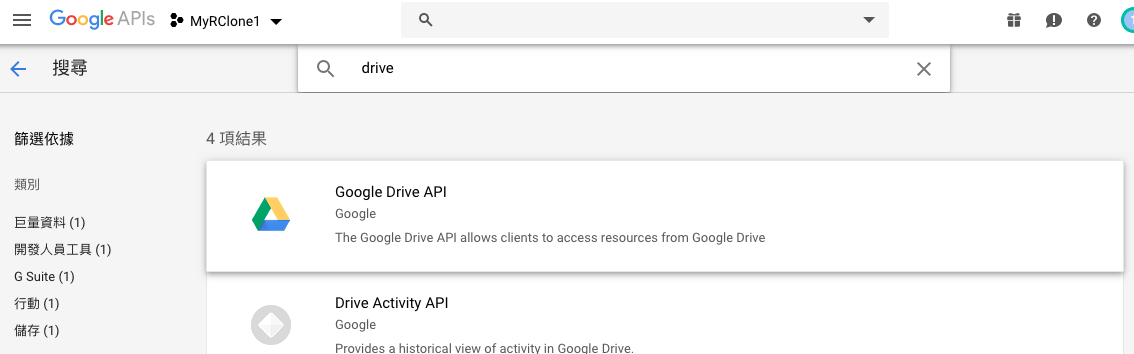 Google APIs MyRClone1
搜尋 drive
篩選依據
4 項結果
類別
巨量資料 (1)
開發人員工具 (1)
G Suite (1)
行動 (1)
儲存 (1)
Google Drive API
Google
The Google Drive API allows clients to access resources from Google Drive
Drive Activity API
Google
Provides a historical view of activity in Google Drive.